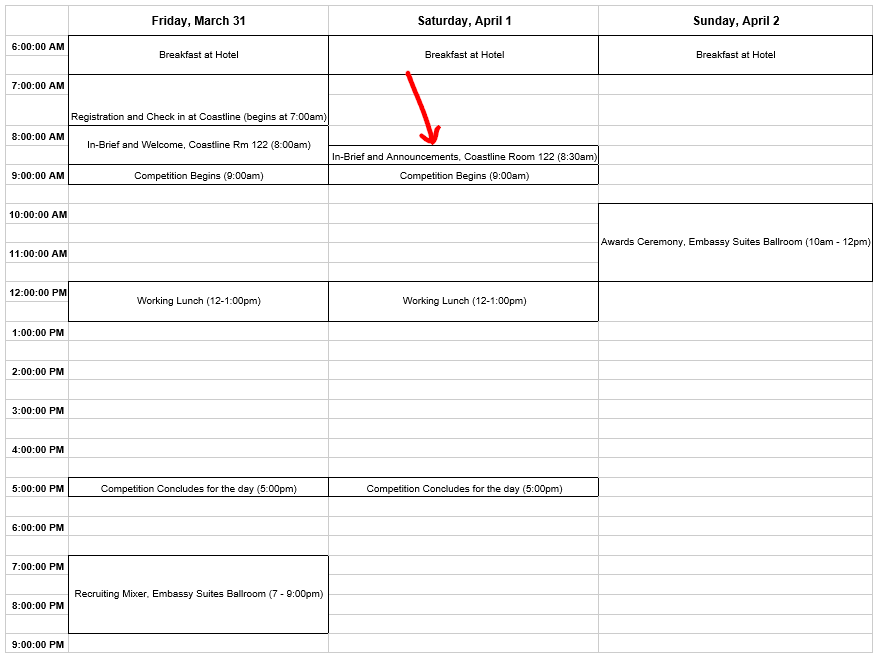 Friday, March 31 Saturday, April 1 Sunday, April 2
6:00:00 AM Breakfast at Hotel Breakfast at Hotel Breakfast at Hotel
7:00:00 AM
Registration and Check in at Coastline (begins at 7:00am)
8:00:00 AM
In-Brief and Welcome, Coastline Rm 122 (8:00am)
In-Brief and Announcements, Coastline Room 122 (8:30am)
9:00:00 AM Competition Begins (9:00am) Competition Begins (9:00am)
10:00:00 AM
Awards Ceremony, Embassy Suites Ballroom (10am - 12pm)
11:00:00 AM
12:00:00 PM Working Lunch (12-1:00pm) Working Lunch (12-1:00pm)
1:00:00 PM
2:00:00 PM
3:00:00 PM
4:00:00 PM
5:00:00 PM Competition Concludes for the day (5:00pm) Competition Concludes for the day (5:00pm)
6:00:00 PM
7:00:00 PM
Recruiting Mixer, Embassy Suites Ballroom (7 - 9:00pm)
8:00:00 PM
9:00:00 PM